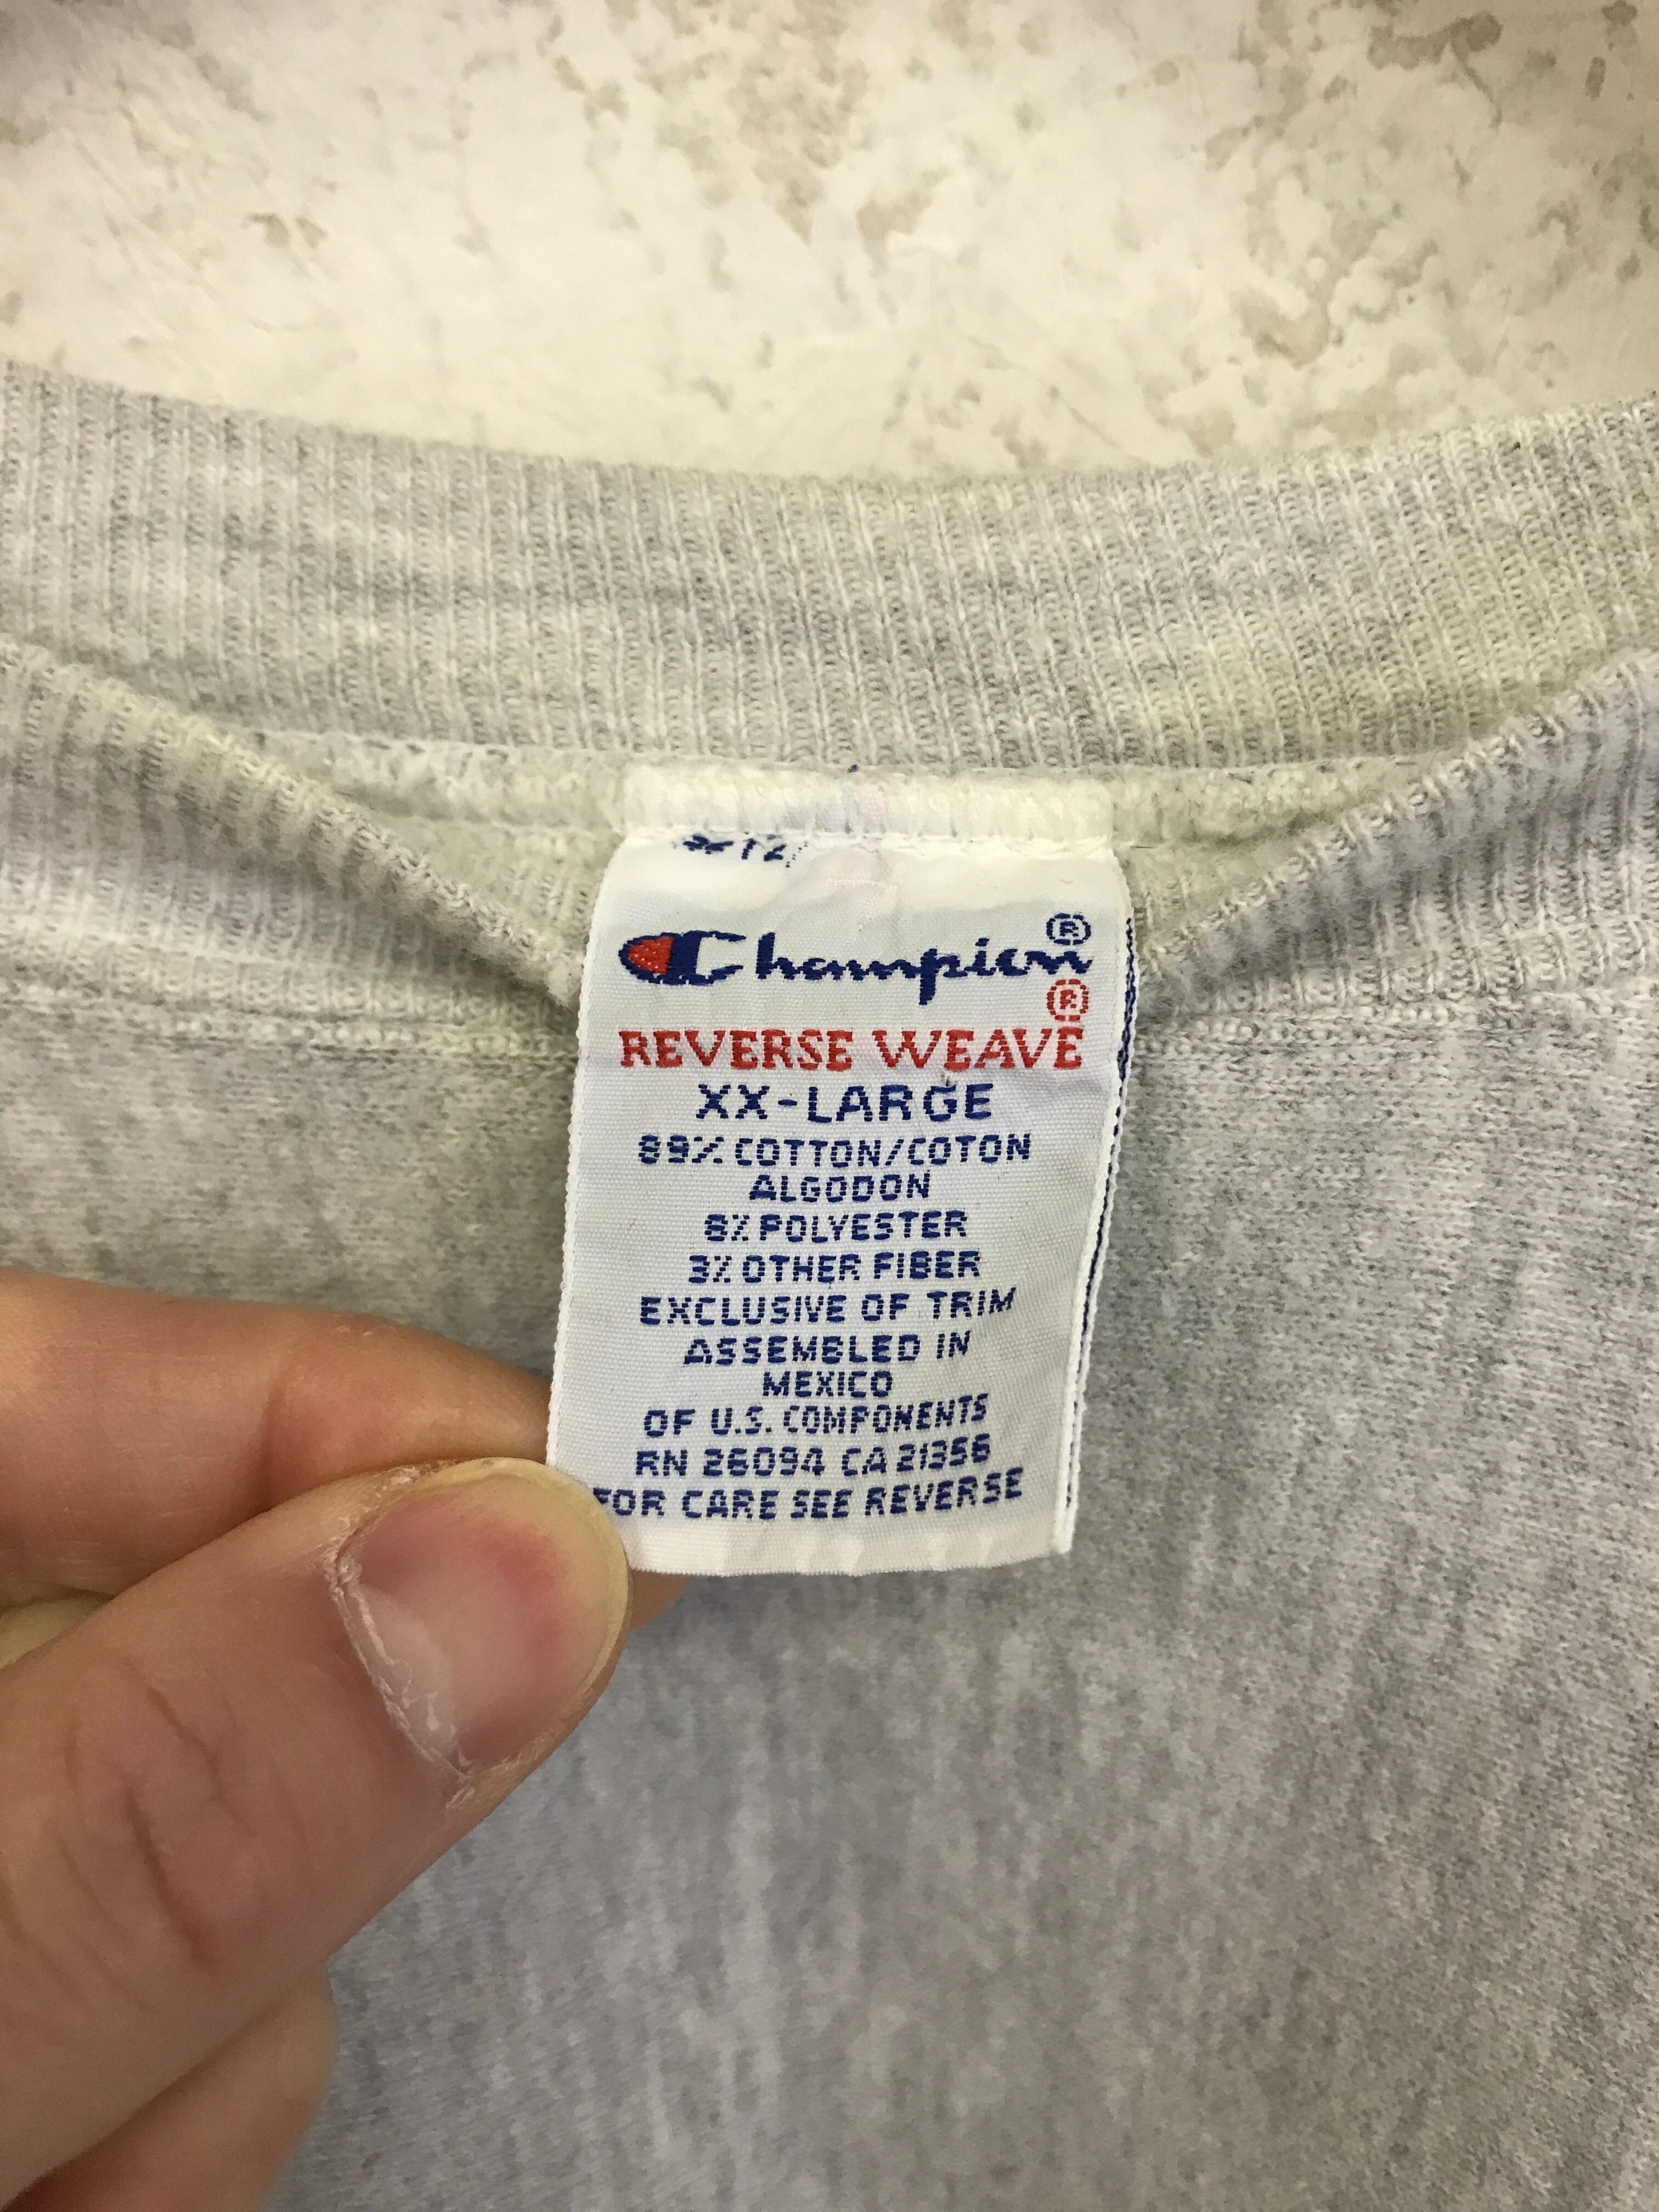 Champion®
REVERSE WEAVE®
XX-LARGE
89% COTTON/COTON
ALGODON
8% POLYESTER
3% OTHER FIBER
EXCLUSIVE OF TRIM
ASSEMBLED IN
MEXICO
OF U.S. COMPONENTS
RN 26094 CA 21356
FOR CARE SEE REVERSE